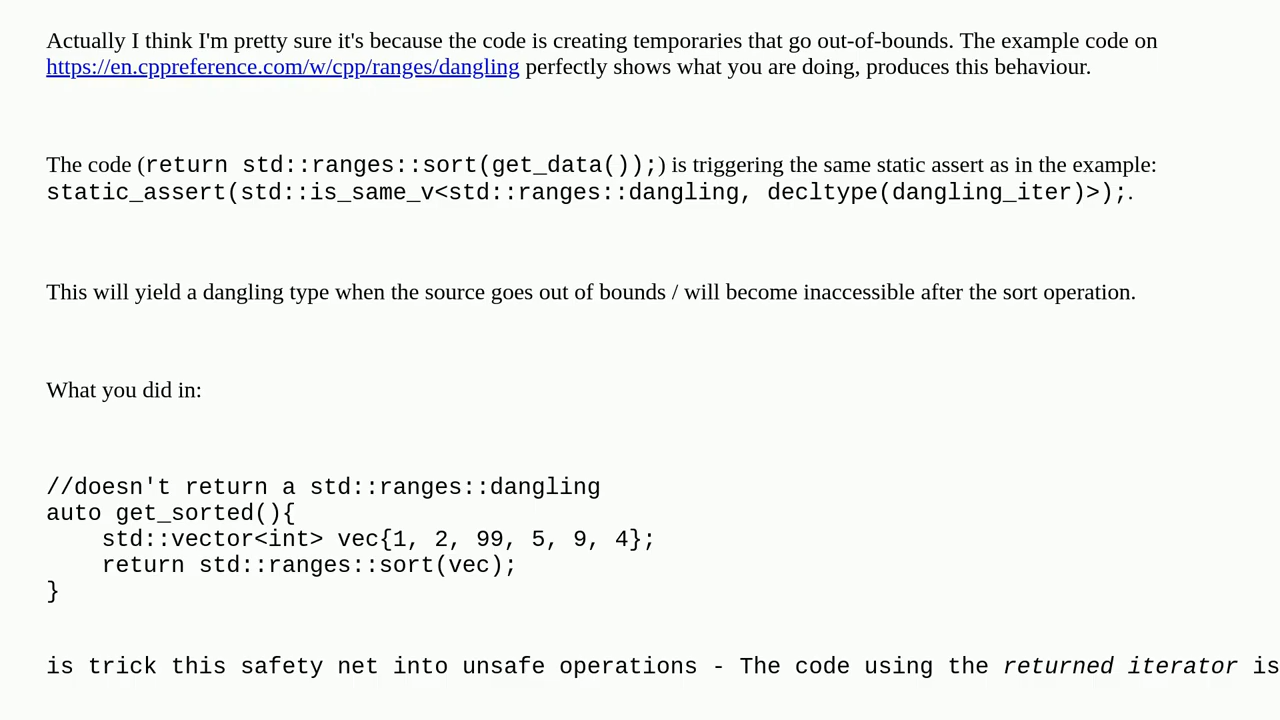 Actually I think I'm pretty sure it's because the code is creating temporaries that go out-of-bounds. The example code on
https://en.cppreference.com/w/cpp/ranges/dangling perfectly shows what you are doing, produces this behaviour.
The code (return std::ranges::sort(get_data());) is triggering the same static assert as in the example:
static_assert(std::is_same_v<std::ranges::dangling, decltype(dangling_iter)>);.
This will yield a dangling type when the source goes out of bounds / will become inaccessible after the sort operation.
What you did in:
//doesn't return a std::ranges::dangling
auto get_sorted(){
    std::vector<int> vec{1, 2, 99, 5, 9, 4};
    return std::ranges::sort(vec);
}
is trick this safety net into unsafe operations - The code using the returned iterator is